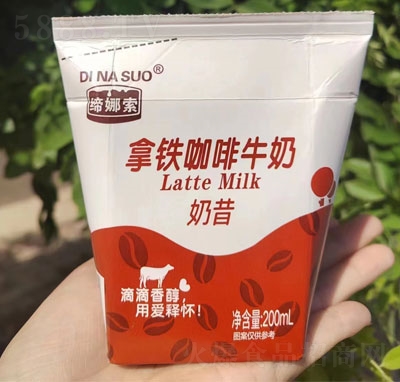 DI NA SUO®
缔娜索
拿铁咖啡牛奶
Latte Milk
奶昔
滴滴香醇，
用爱释怀！
净含量:200mL
图案仅供参考